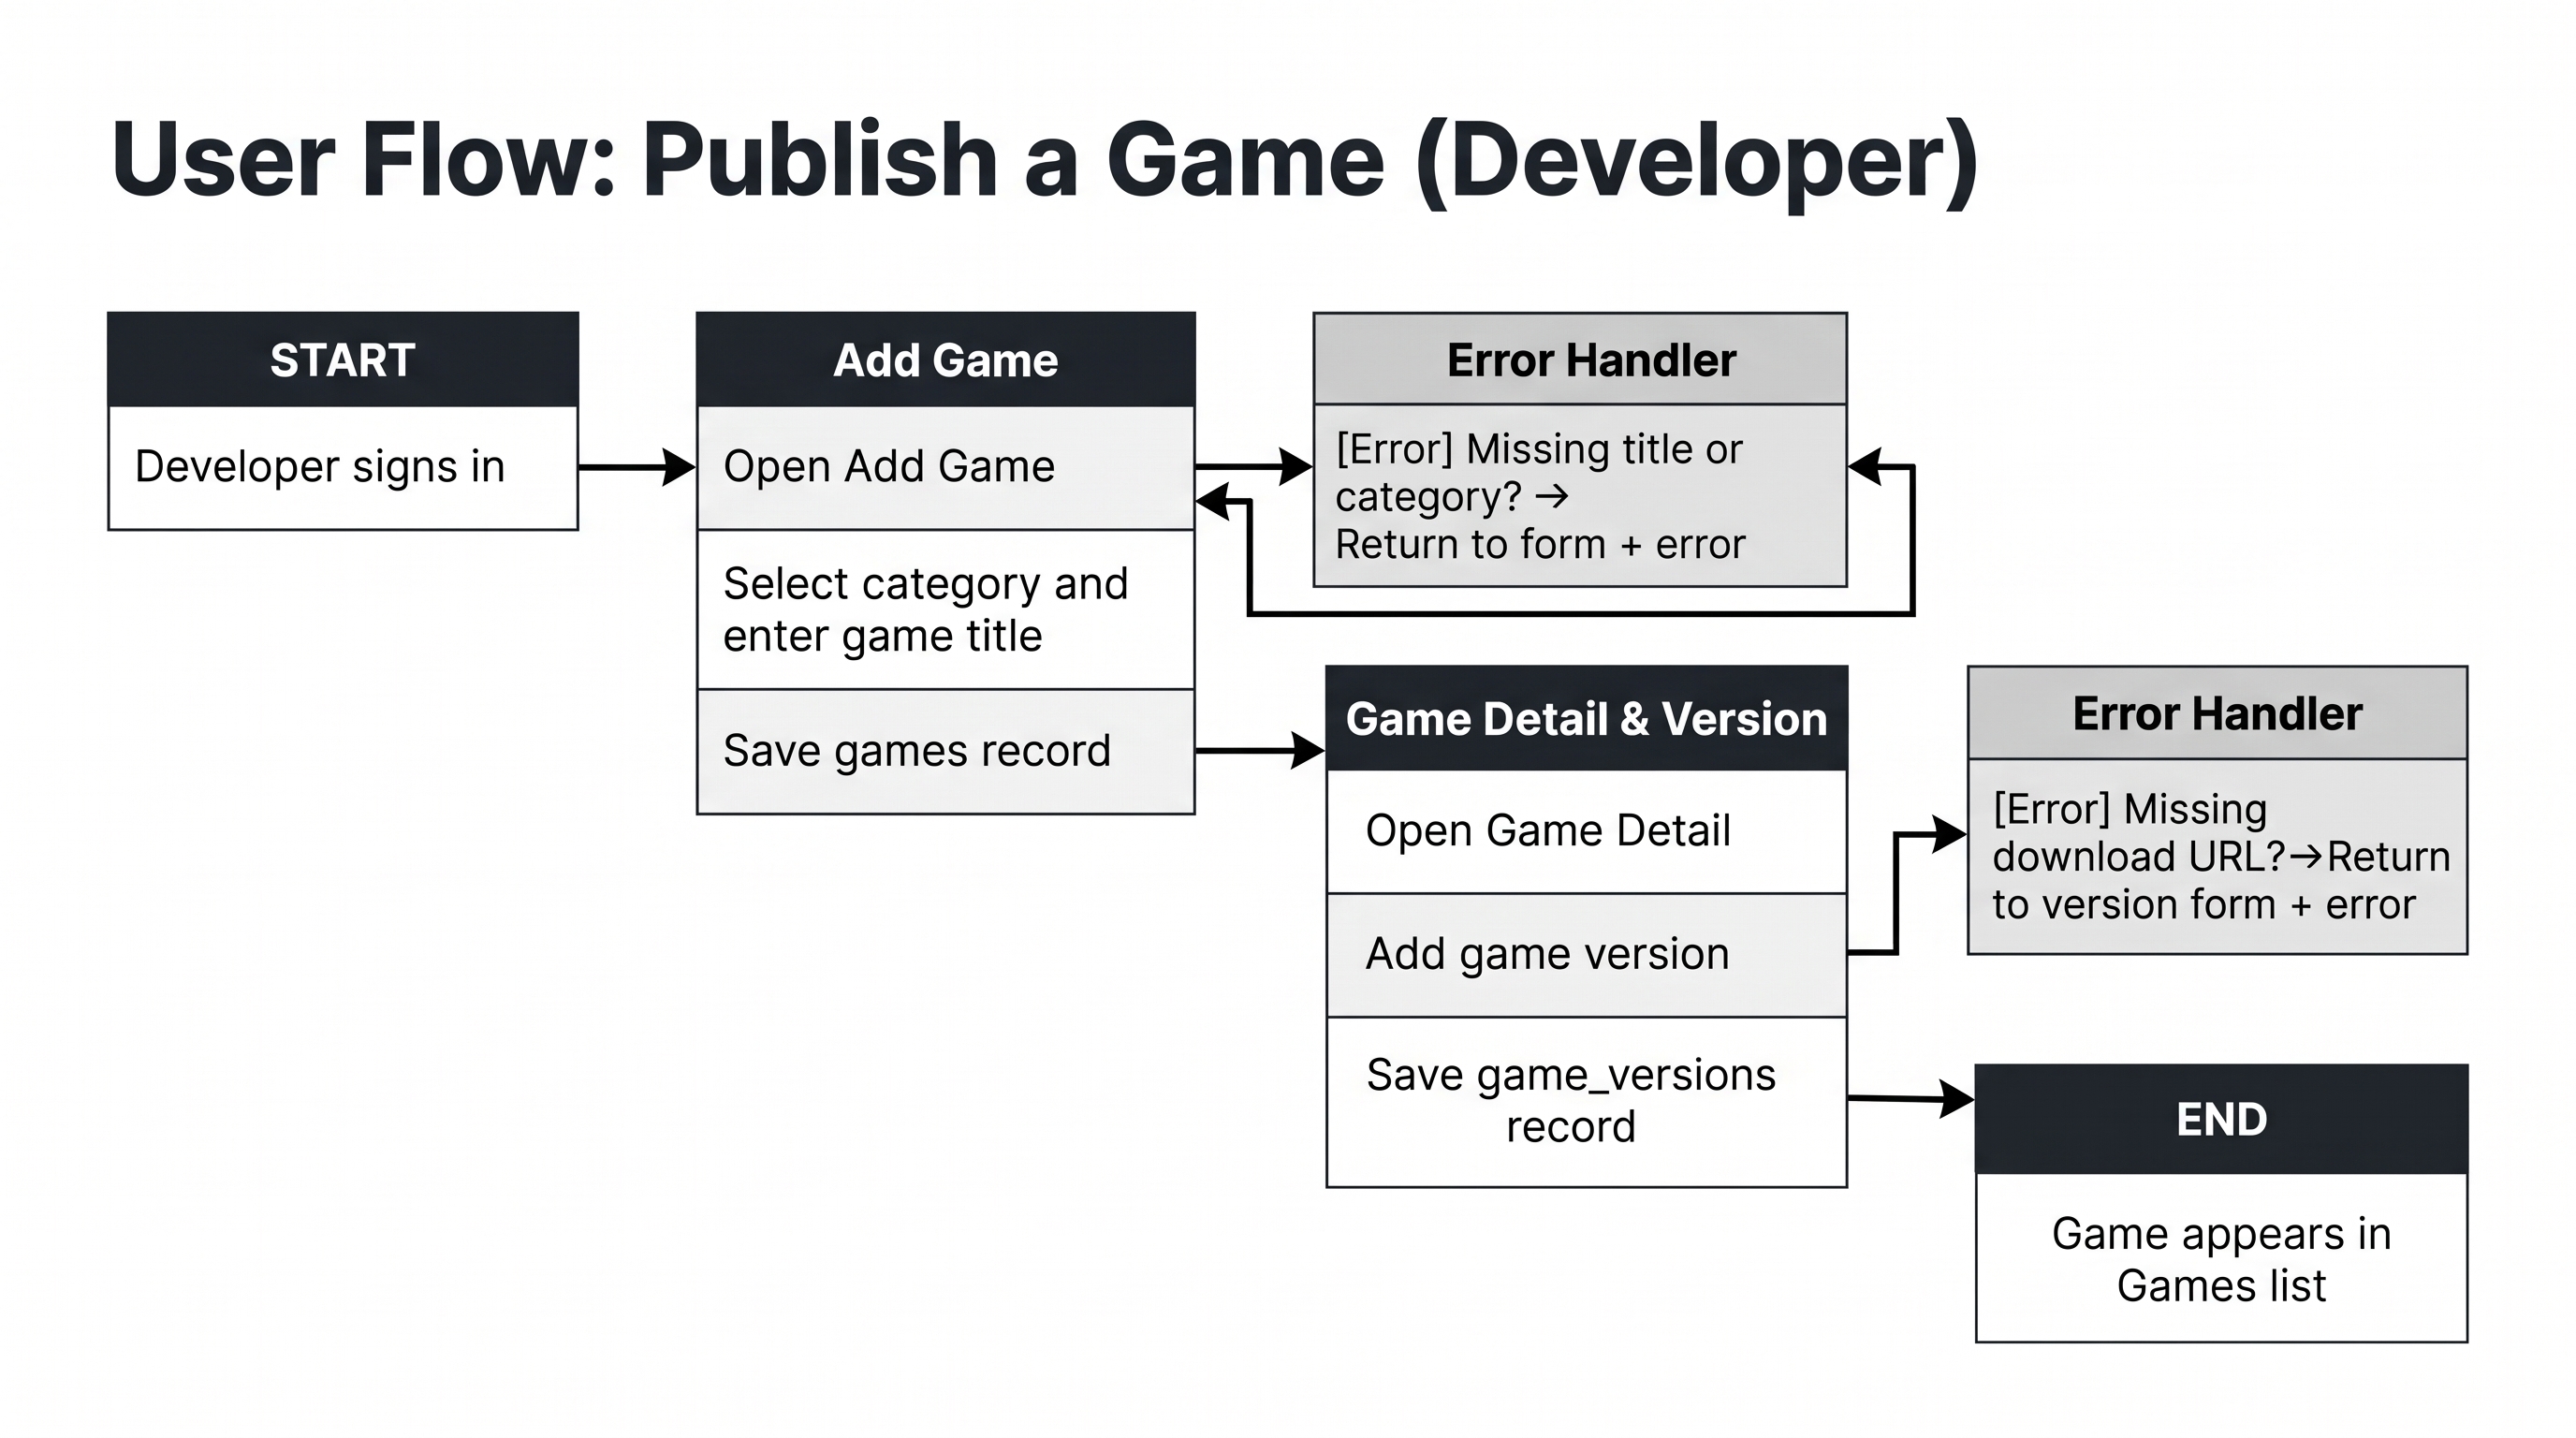 User Flow: Publish a Game (Developer)
START
Developer signs in
Add Game
Open Add Game
Select category and
enter game title
Save games record
Error Handler
[Error] Missing title or
category? →
Return to form + error
Game Detail & Version
Open Game Detail
Add game version
Save game_versions
record
Error Handler
[Error] Missing
download URL?→Return
to version form + error
END
Game appears in
Games list